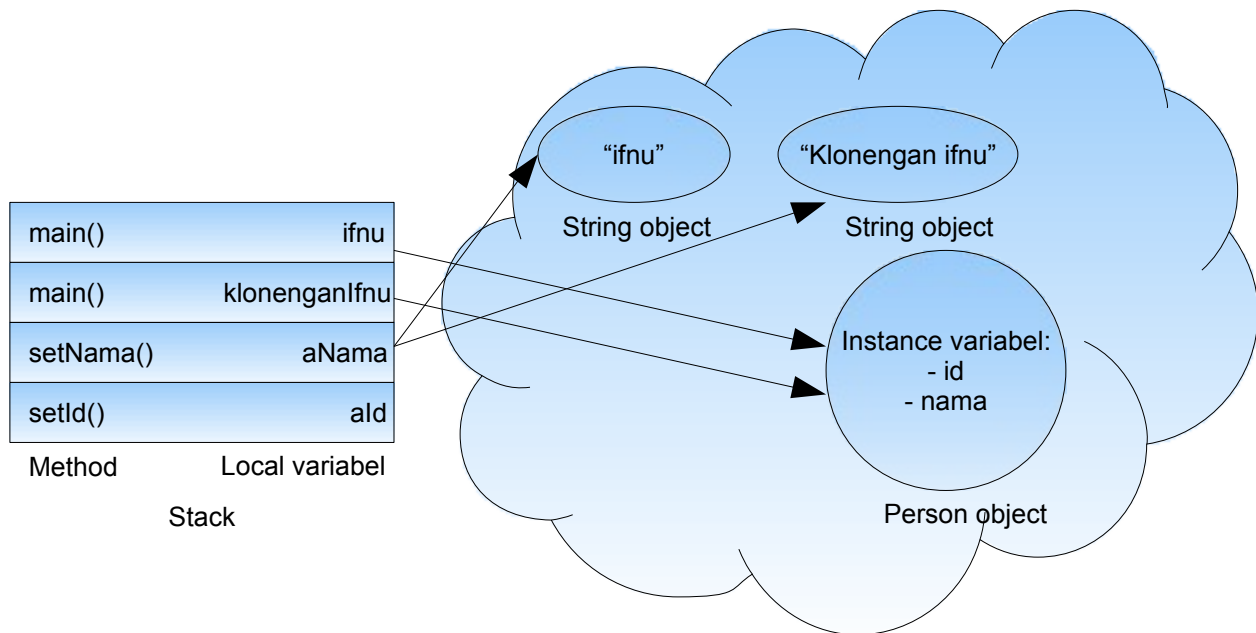 “ifnu”
“Klonengan ifnu”
String object
String object
main() ifnu
main() klonenganIfnu
setNama() aNama
setId() aId
Method Local variabel
Stack
Instance variabel:
- id
- nama
Person object